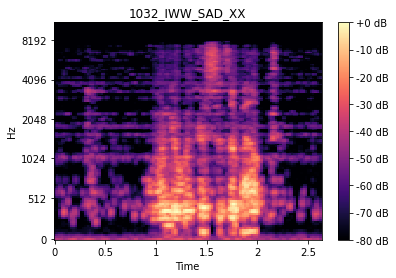 1032_IWW_SAD_XX
Hz
8192
4096
2048
1024
512
0
0 0.5 1 1.5 2 2.5
Time
+0 dB
-10 dB
-20 dB
-30 dB
-40 dB
-50 dB
-60 dB
-70 dB
-80 dB